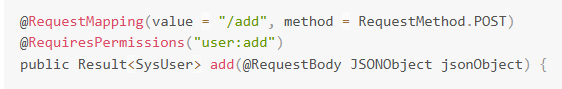 @RequestMapping(value = "/add", method = RequestMethod.POST)
@RequiresPermissions("user:add")
public Result<SysUser> add(@RequestBody JSONObject jsonObject) {